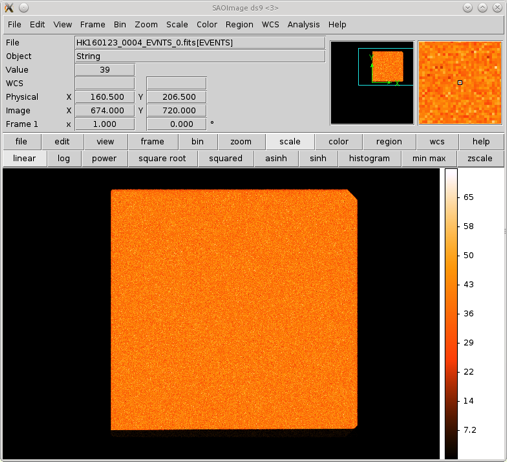 SAOImage ds9 <3>
File Edit View Frame Bin Zoom Scale Color Region WCS Analysis Help
File HK160123_0004_EVNTS_0.fits[EVENTS]
Object String
Value 39
WCS
Physical X 160.500 Y 206.500
Image X 674.000 Y 720.000
Frame 1 x 1.000 0.000 °
file edit view frame bin zoom scale color region wcs help
linear log power square root squared asinh sinh histogram min max zscale
65
58
50
43
36
29
22
14
7.2